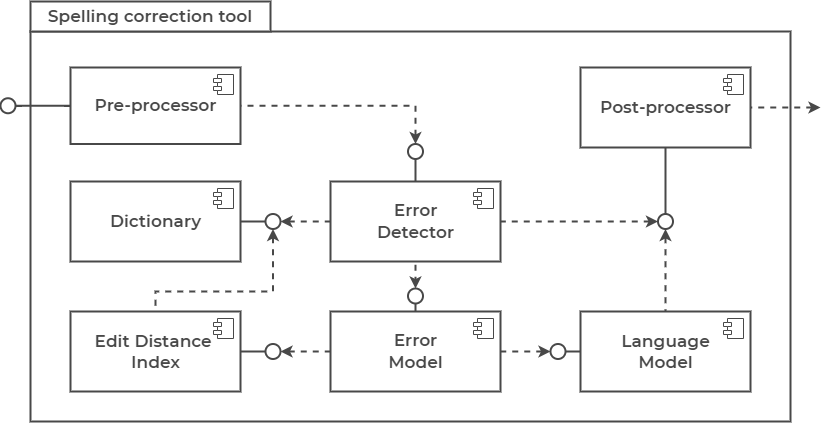 Spelling correction tool
Pre-processor
Post-processor
Dictionary
Error
Detector
Edit Distance
Index
Error
Model
Language
Model